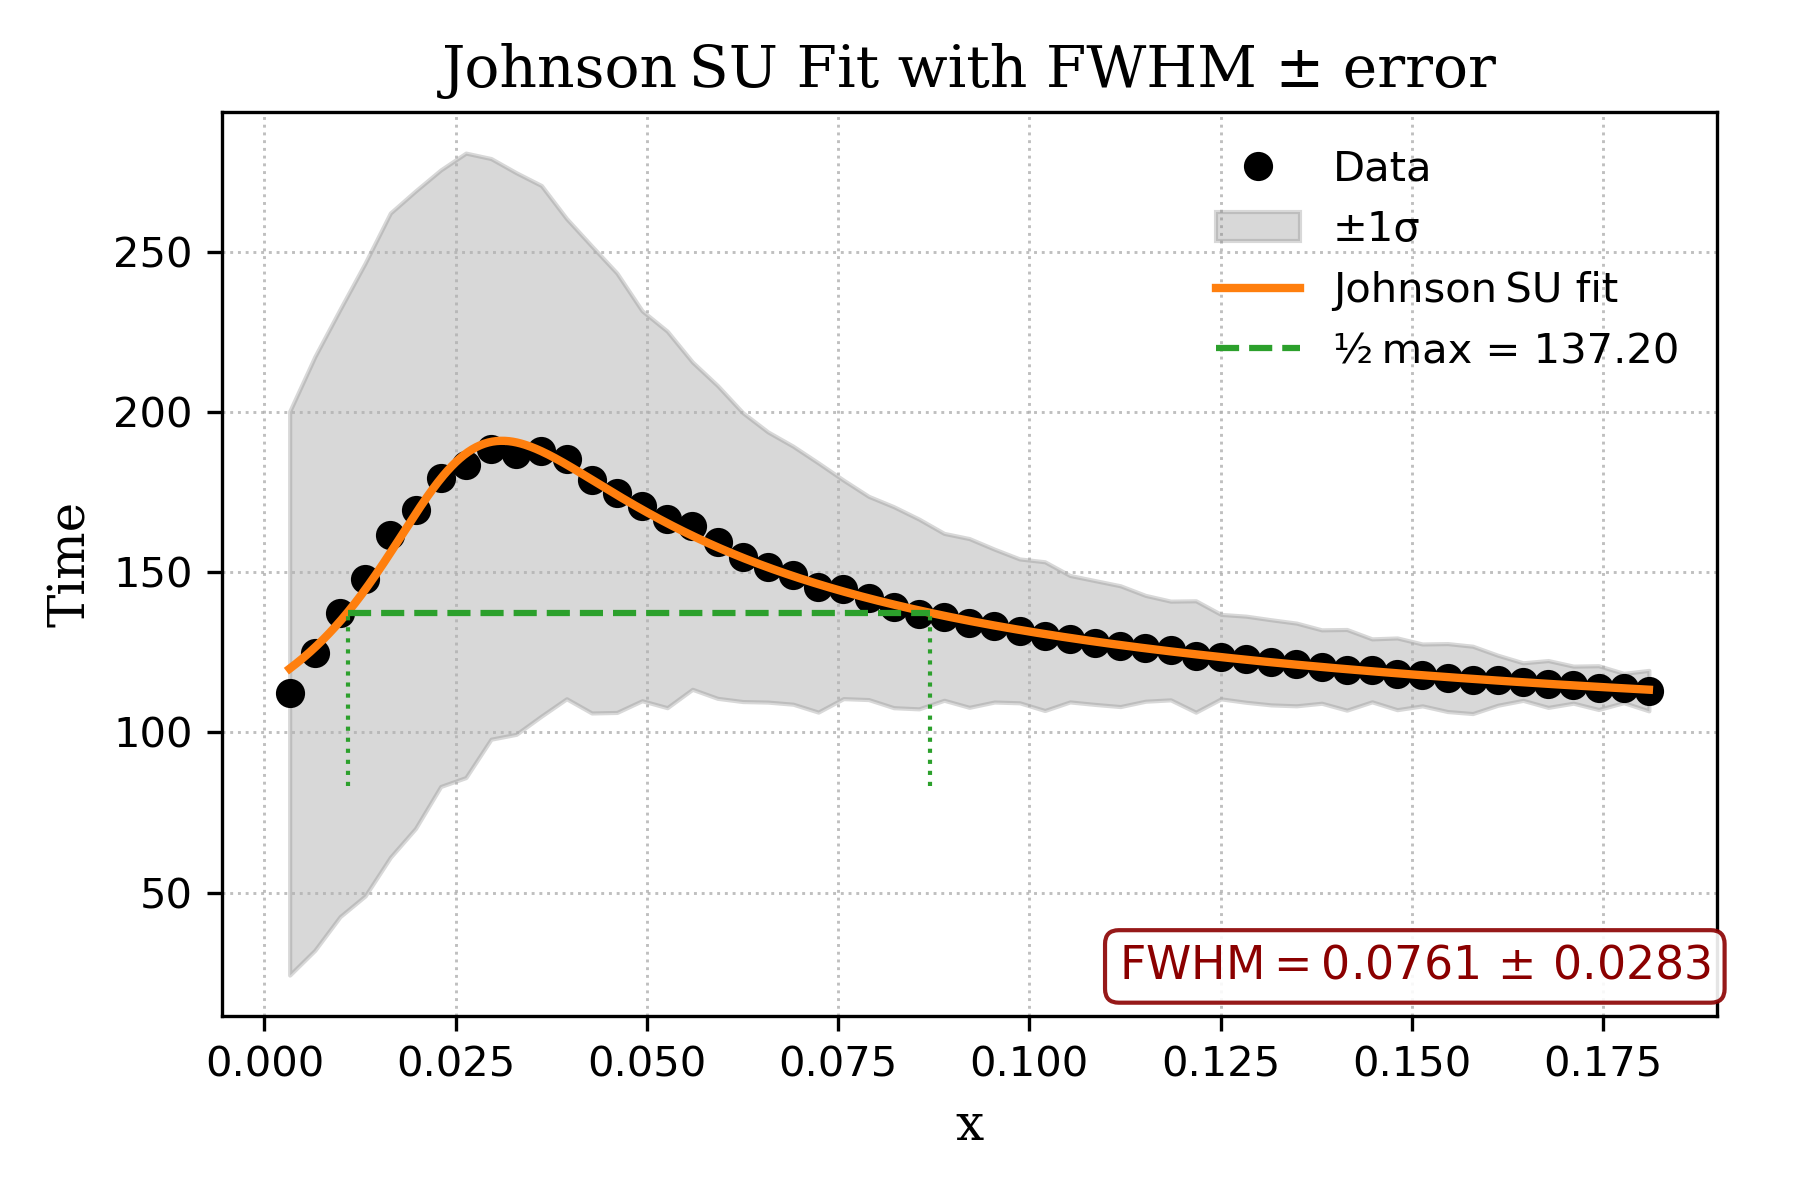 Johnson SU Fit with FWHM ± error
Data
±1σ
Johnson SU fit
½ max = 137.20
250
200
150
100
50
Time
FWHM = 0.0761 ± 0.0283
0.000 0.025 0.050 0.075 0.100 0.125 0.150 0.175
x